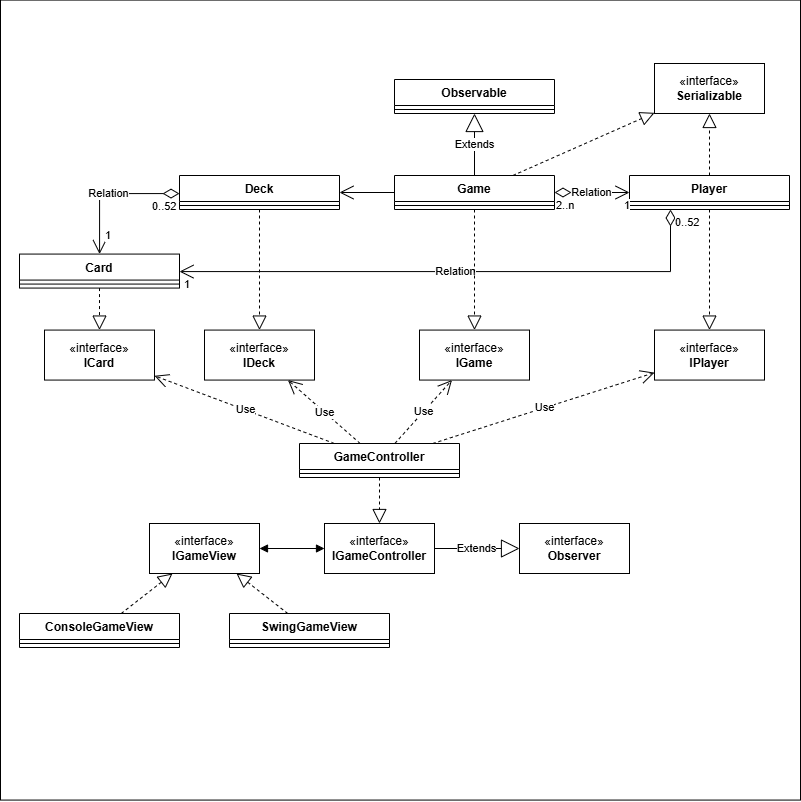 «interface»
Serializable
Observable
Extends
Deck
Game
Player
Relation
Relation
0..52
2..n
1
0..52
1
Card
Relation
1
«interface»
ICard
«interface»
IDeck
«interface»
IGame
«interface»
IPlayer
Use
Use
Use
Use
GameController
«interface»
IGameView
«interface»
IGameController
Extends
«interface»
Observer
ConsoleGameView
SwingGameView